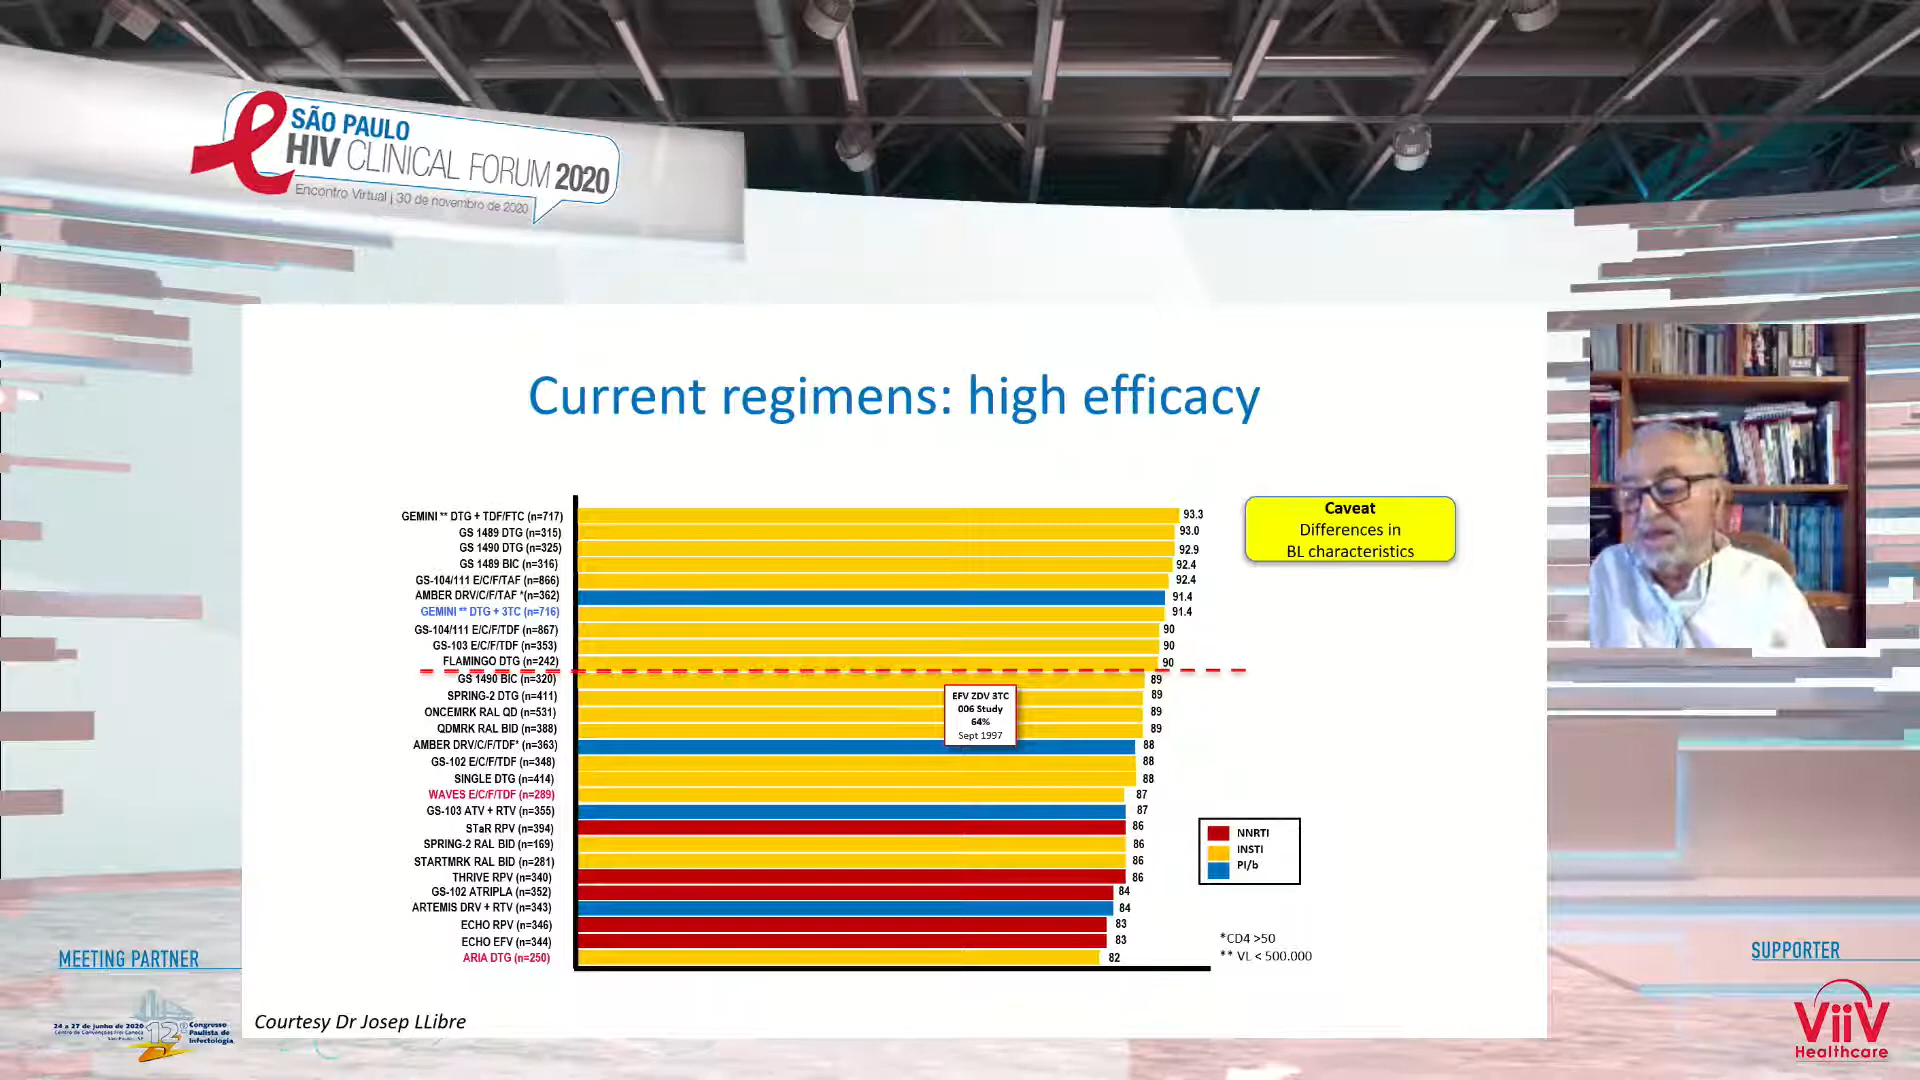 SÃO PAULO
HIV CLINICAL FORUM 2020
Encontro Virtual | 30 de novembro de 2020
Current regimens: high efficacy
GEMINI ** DTG + TDF/FTC (n=717) 93.3
GS 1489 DTG (n=315) 93.0
GS 1490 DTG (n=325) 92.9
GS 1489 BIC (n=316) 92.4
GS-104/111 E/C/F/TAF (n=866) 92.4
AMBER DRV/C/F/TAF *(n=362) 91.4
GEMINI ** DTG + 3TC (n=716) 91.4
GS-104/111 E/C/F/TDF (n=867) 90
GS-103 E/C/F/TDF (n=353) 90
FLAMINGO DTG (n=242) 90
GS 1490 BIC (n=320) 89
SPRING-2 DTG (n=411) 89
ONCEMRK RAL QD (n=531) 89
QDMRK RAL BID (n=388) 89
AMBER DRV/C/F/TDF* (n=363) 88
GS-102 E/C/F/TDF (n=348) 88
SINGLE DTG (n=414) 88
WAVES E/C/F/TDF (n=289) 87
GS-103 ATV + RTV (n=355) 87
STaR RPV (n=394) 86
SPRING-2 RAL BID (n=169) 86
STARTMRK RAL BID (n=281) 86
THRIVE RPV (n=340) 86
GS-102 ATRIPLA (n=352) 84
ARTEMIS DRV + RTV (n=343) 84
ECHO RPV (n=346) 83
ECHO EFV (n=344) 83
ARIA DTG (n=250) 82
EFV ZDV 3TC
006 Study
64%
Sept 1997
Caveat
Differences in
BL characteristics
NNRTI
INSTI
PI/b
*CD4 >50
** VL < 500.000
Courtesy Dr Josep LLibre
MEETING PARTNER
24 a 27 de junho de 2020
Centro de Convenções Frei Caneca
São Paulo - SP
12º
Congresso
Paulista de
Infectologia
SUPPORTER
ViiV
Healthcare